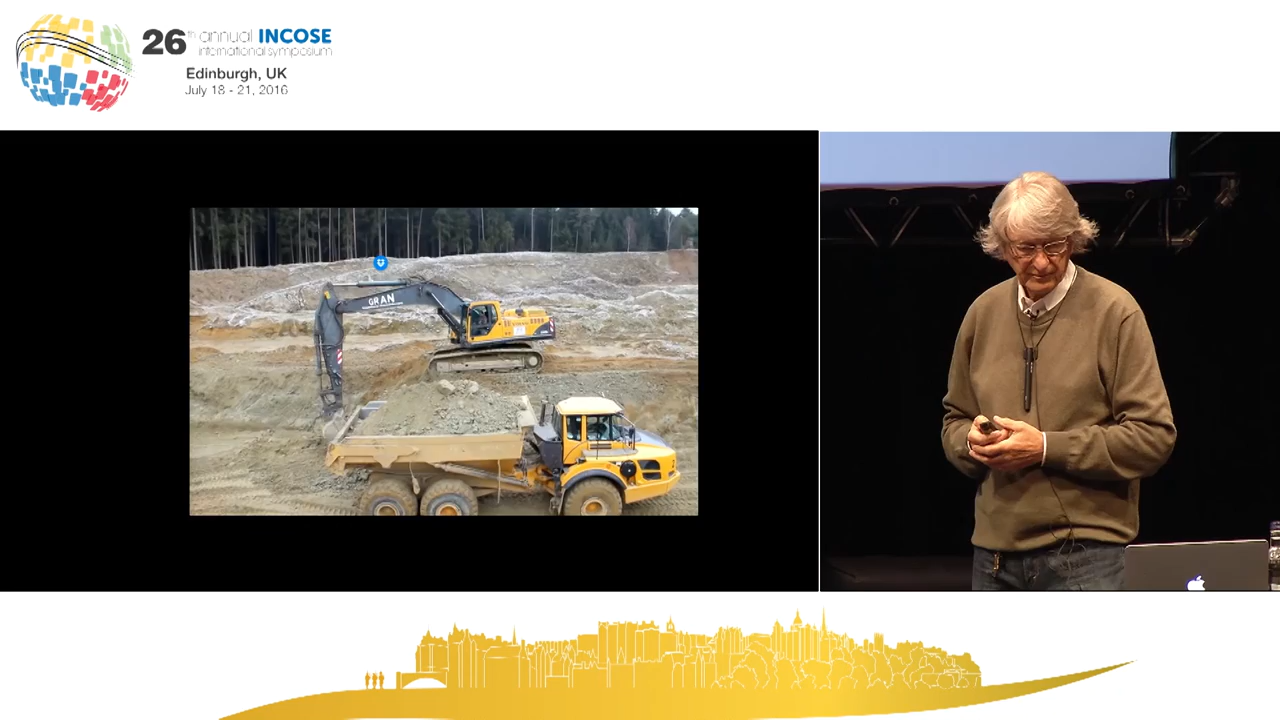 26th annual INCOSE
international symposium
Edinburgh, UK
July 18 - 21, 2016
GRAN